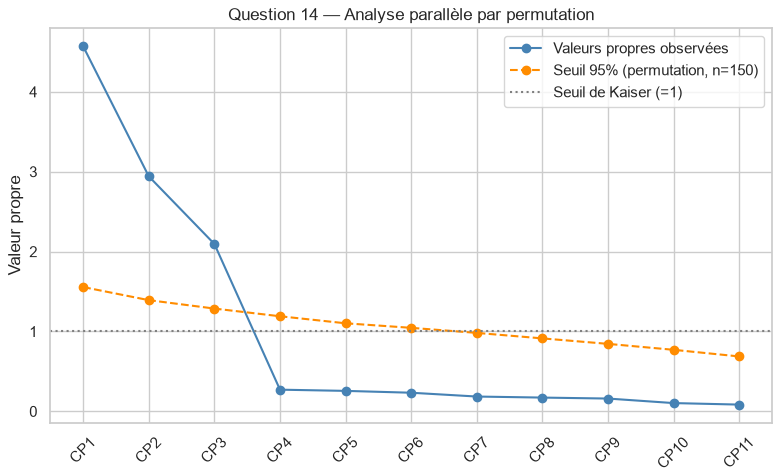 Question 14 — Analyse parallèle par permutation
Valeurs propres observées
Seuil 95% (permutation, n=150)
Seuil de Kaiser (=1)
Valeur propre
4
3
2
1
0
CP1
CP2
CP3
CP4
CP5
CP6
CP7
CP8
CP9
CP10
CP11